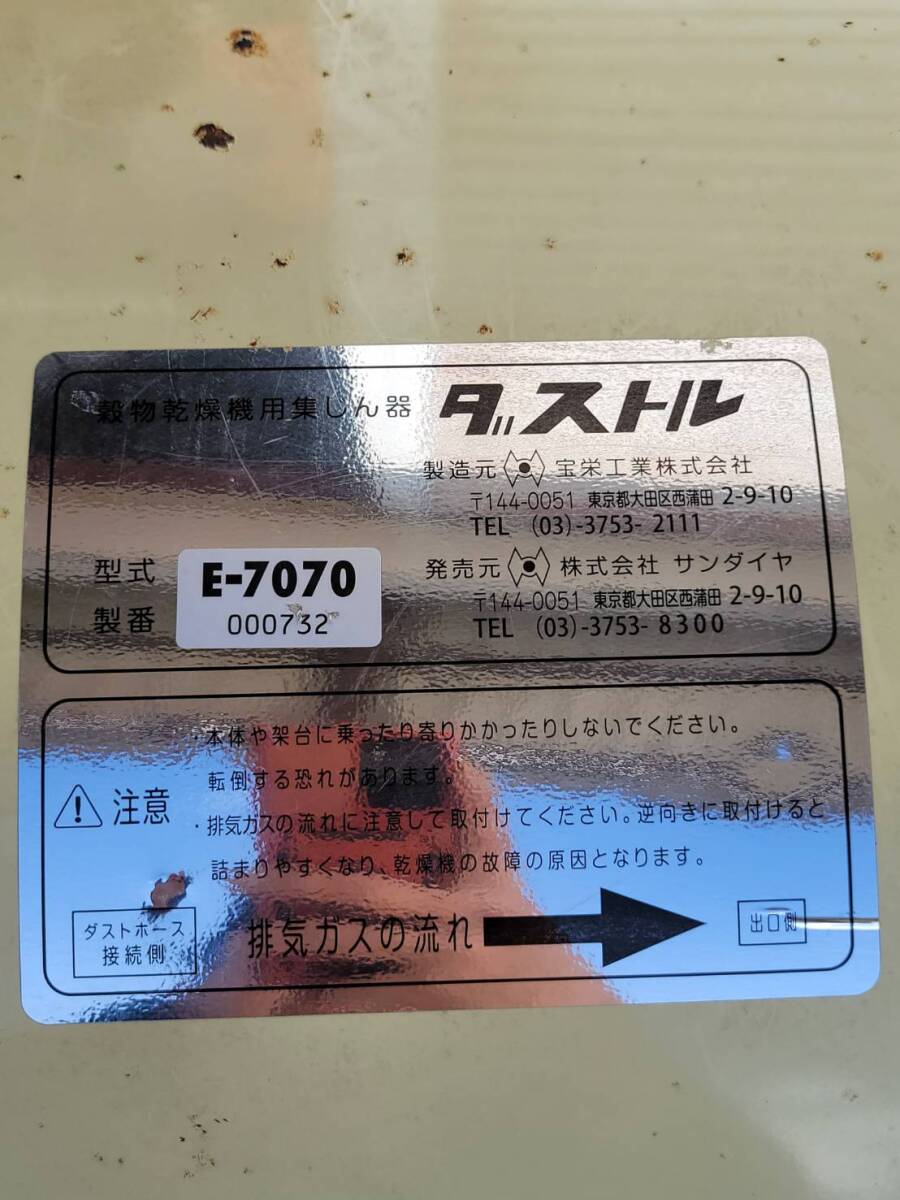 穀物乾燥機用集じん器 ダストル
製造元 宝栄工業株式会社
〒144-0051 東京都大田区西蒲田 2-9-10
TEL (03)-3753-2111
型式 E-7070
製番 000732
発売元 株式会社 サンダイヤ
〒144-0051 東京都大田区西蒲田 2-9-10
TEL (03)-3753-8300
注意
・本体や架台に乗ったり寄りかかったりしないでください。
転倒する恐れがあります。
・排気ガスの流れに注意して取付けてください。逆向きに取付けると
詰まりやすくなり、乾燥機の故障の原因となります。
ダストホース
接続側
排気ガスの流れ
出口側